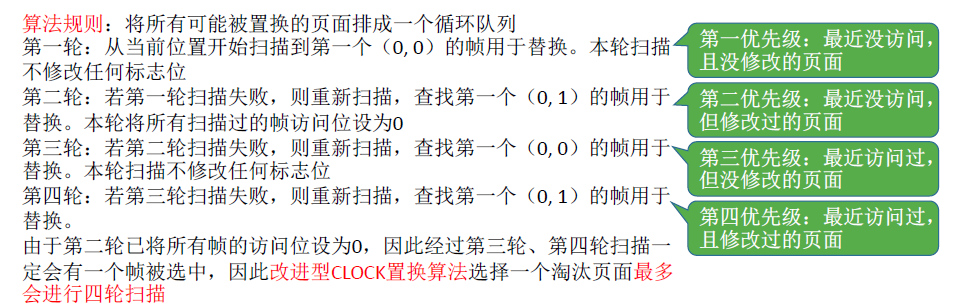 算法规则：将所有可能被置换的页面排成一个循环队列
第一轮：从当前位置开始扫描到第一个（0, 0）的帧用于替换。本轮扫描
不修改任何标志位
第二轮：若第一轮扫描失败，则重新扫描，查找第一个（0, 1）的帧用于
替换。本轮将所有扫描过的帧访问位设为0
第三轮：若第二轮扫描失败，则重新扫描，查找第一个（0, 0）的帧用于
替换。本轮扫描不修改任何标志位
第四轮：若第三轮扫描失败，则重新扫描，查找第一个（0, 1）的帧用于
替换。
由于第二轮已将所有帧的访问位设为0，因此经过第三轮、第四轮扫描一
定会有一个帧被选中，因此改进型CLOCK置换算法选择一个淘汰页面最多
会进行四轮扫描
第一优先级：最近没访问，
且没修改的页面
第二优先级：最近没访问，
但修改过的页面
第三优先级：最近访问过，
但没修改的页面
第四优先级：最近访问过，
且修改过的页面